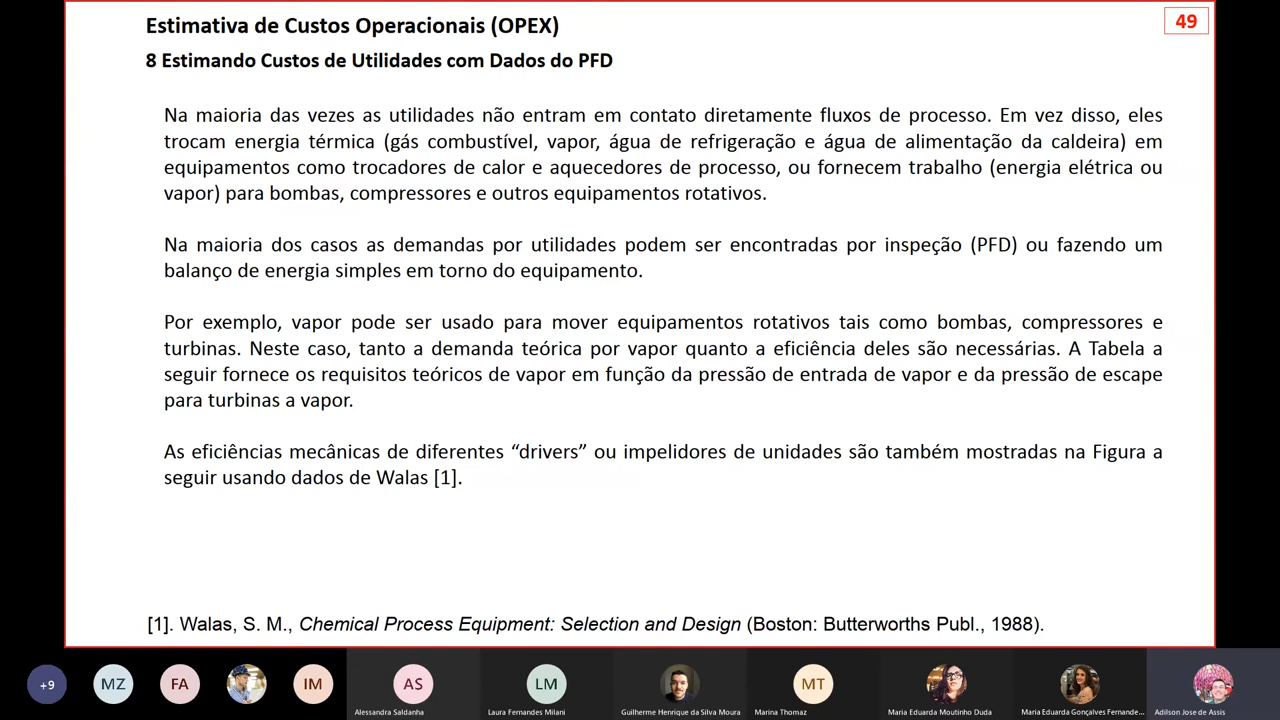 Estimativa de Custos Operacionais (OPEX)
49
8 Estimando Custos de Utilidades com Dados do PFD
Na maioria das vezes as utilidades não entram em contato diretamente fluxos de processo. Em vez disso, eles
trocam energia térmica (gás combustível, vapor, água de refrigeração e água de alimentação da caldeira) em
equipamentos como trocadores de calor e aquecedores de processo, ou fornecem trabalho (energia elétrica ou
vapor) para bombas, compressores e outros equipamentos rotativos.
Na maioria dos casos as demandas por utilidades podem ser encontradas por inspeção (PFD) ou fazendo um
balanço de energia simples em torno do equipamento.
Por exemplo, vapor pode ser usado para mover equipamentos rotativos tais como bombas, compressores e
turbinas. Neste caso, tanto a demanda teórica por vapor quanto a eficiência deles são necessárias. A Tabela a
seguir fornece os requisitos teóricos de vapor em função da pressão de entrada de vapor e da pressão de escape
para turbinas a vapor.
As eficiências mecânicas de diferentes “drivers” ou impelidores de unidades são também mostradas na Figura a
seguir usando dados de Walas [1].
[1]. Walas, S. M., Chemical Process Equipment: Selection and Design (Boston: Butterworths Publ., 1988).
+9
MZ
FA
IM
AS
LM
MT
Alessandra Saldanha
Laura Fernandes Milani
Guilherme Henrique da Silva Moura
Marina Thomaz
Maria Eduarda Moutinho Duda
Maria Eduarda Gonçalves Fernande...
Adilson Jose de Assis